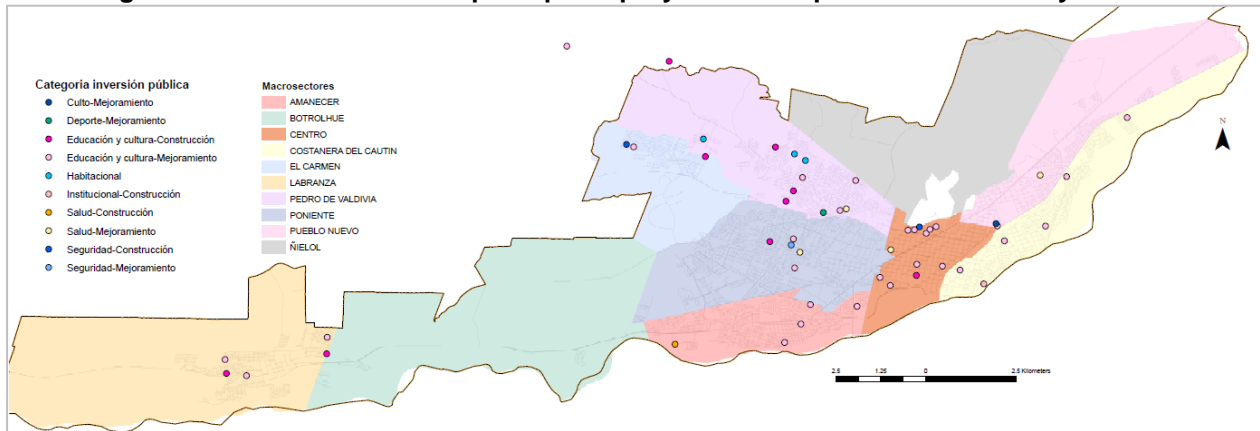 Categoría inversión pública
Culto-Mejoramiento
Deporte-Mejoramiento
Educación y cultura-Construcción
Educación y cultura-Mejoramiento
Habitacional
Institucional-Construcción
Salud-Construcción
Salud-Mejoramiento
Seguridad-Construcción
Seguridad-Mejoramiento
Macrosectores
AMANECER
BOTROLHUE
CENTRO
COSTANERA DEL CAUTIN
EL CARMEN
LABRANZA
PEDRO DE VALDIVIA
PONIENTE
PUEBLO NUEVO
ÑIELOL
N
2.5 1.25 0 2.5 Kilometers